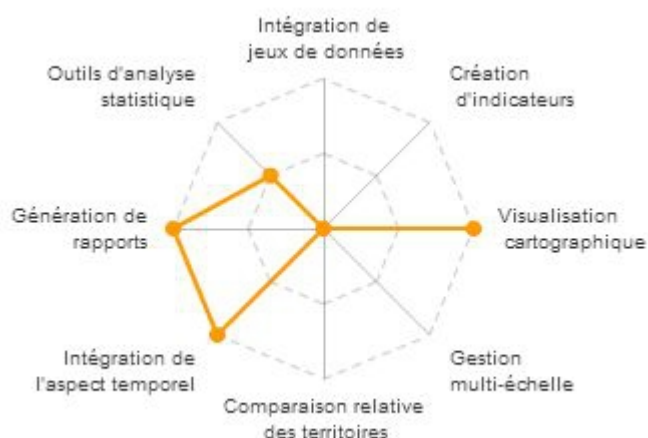 Intégration de
jeux de données
Création
d'indicateurs
Visualisation
cartographique
Gestion
multi-échelle
Comparaison relative
des territoires
Intégration de
l'aspect temporel
Génération de
rapports
Outils d'analyse
statistique